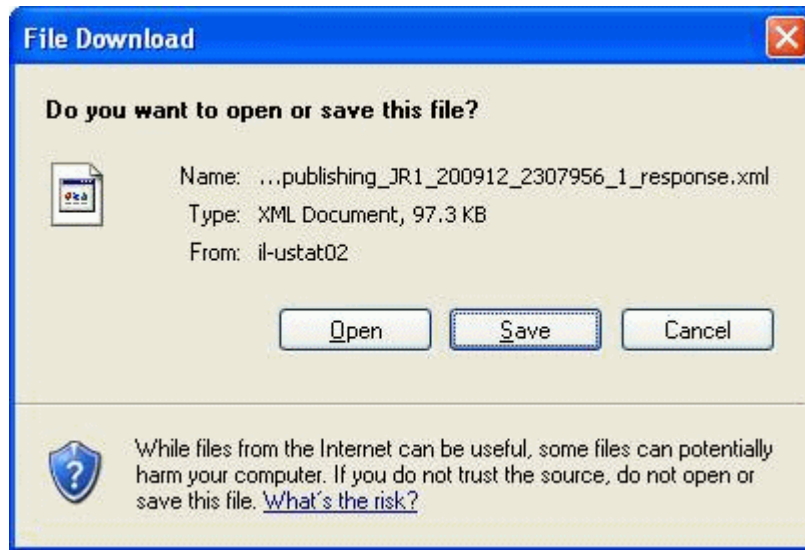 File Download
Do you want to open or save this file?
Name: ...publishing_JR1_200912_2307956_1_response.xml
Type: XML Document, 97.3 KB
From: il-ustat02
Open Save Cancel
While files from the Internet can be useful, some files can potentially
harm your computer. If you do not trust the source, do not open or
save this file. What's the risk?